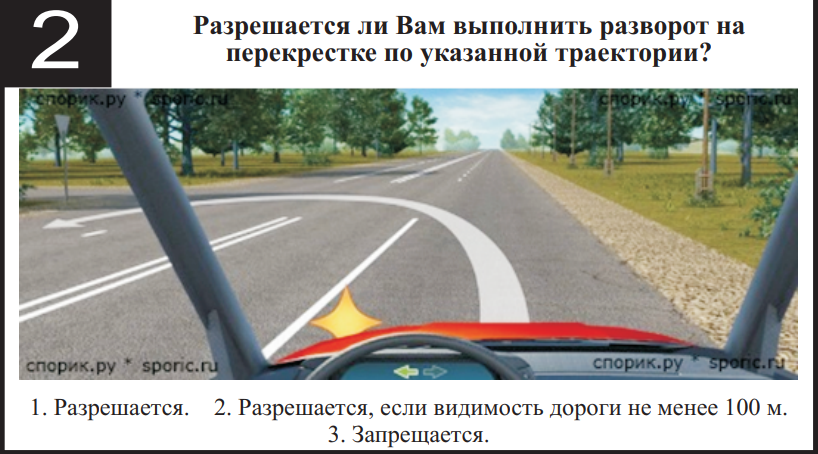 2
Разрешается ли Вам выполнить разворот на
перекрестке по указанной траектории?
спорик.ру * sporic.ru
спорик.ру * sporic.ru
спорик.ру * sporic.ru
спорик.ру * sporic.ru
1. Разрешается. 2. Разрешается, если видимость дороги не менее 100 м.
3. Запрещается.